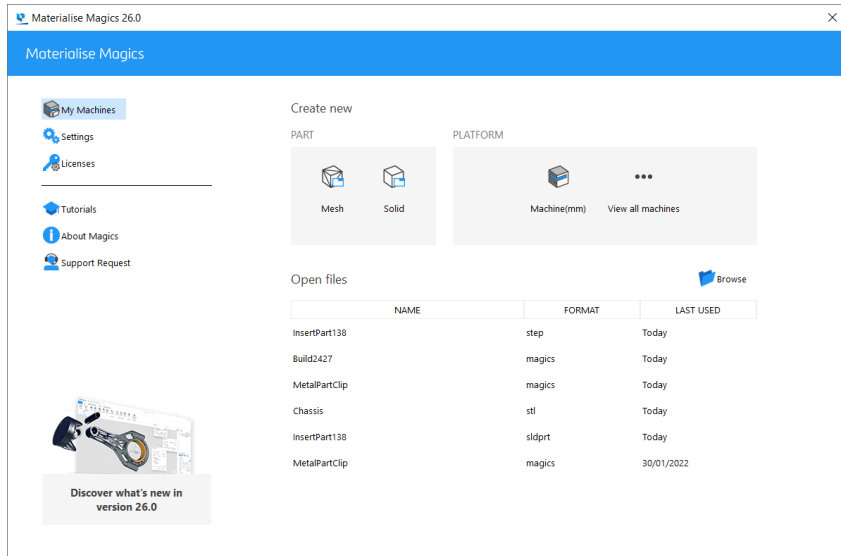 Materialise Magics 26.0
Materialise Magics
My Machines
Settings
Licenses
Tutorials
About Magics
Support Request
Discover what's new in
version 26.0
Create new
PART
PLATFORM
Mesh
Solid
Machine(mm)
View all machines
Open files
Browse
NAME FORMAT LAST USED
InsertPart138 step Today
Build2427 magics Today
MetalPartClip magics Today
Chassis stl Today
InsertPart138 sldprt Today
MetalPartClip magics 30/01/2022